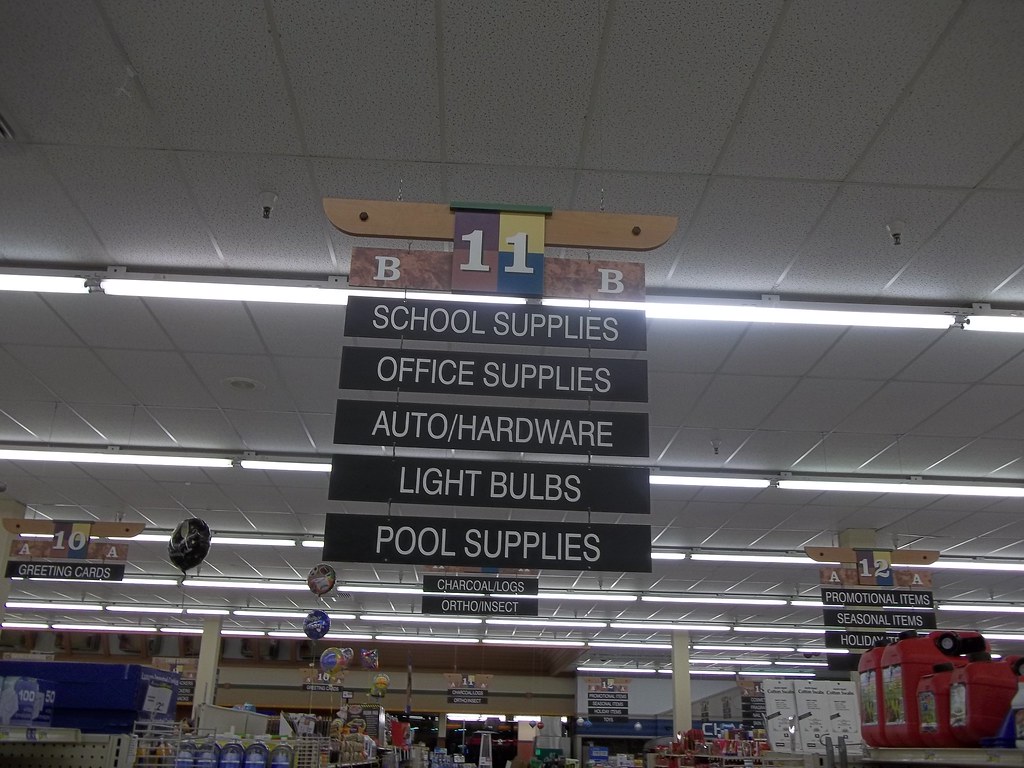 11
B B
SCHOOL SUPPLIES
OFFICE SUPPLIES
AUTO/HARDWARE
LIGHT BULBS
POOL SUPPLIES
10
A A
GREETING CARDS
CHARCOAL/LOGS
ORTHO/INSECT
12
A A
PROMOTIONAL ITEMS
SEASONAL ITEMS
HOLIDAY